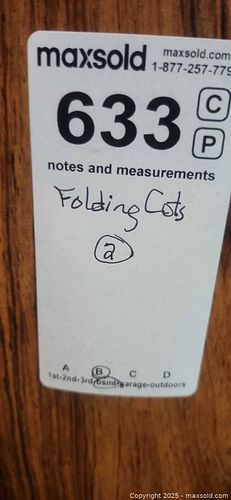 maxsold maxsold.com
1-877-257-779
633 C
P
notes and measurements
Folding Cots
2
A B C D
1st-2nd-3rd-bsmt-garage-outdoors
Copyright 2025 - maxsold.com